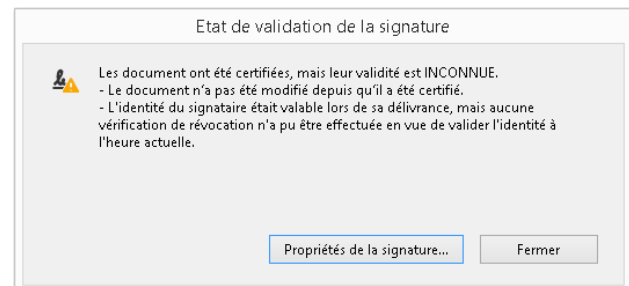 Etat de validation de la signature
Les document ont été certifiées, mais leur validité est INCONNUE.
- Le document n'a pas été modifié depuis qu'il a été certifié.
- L'identité du signataire était valable lors de sa délivrance, mais aucune
vérification de révocation n'a pu être effectuée en vue de valider l'identité à
l'heure actuelle.
Propriétés de la signature... Fermer